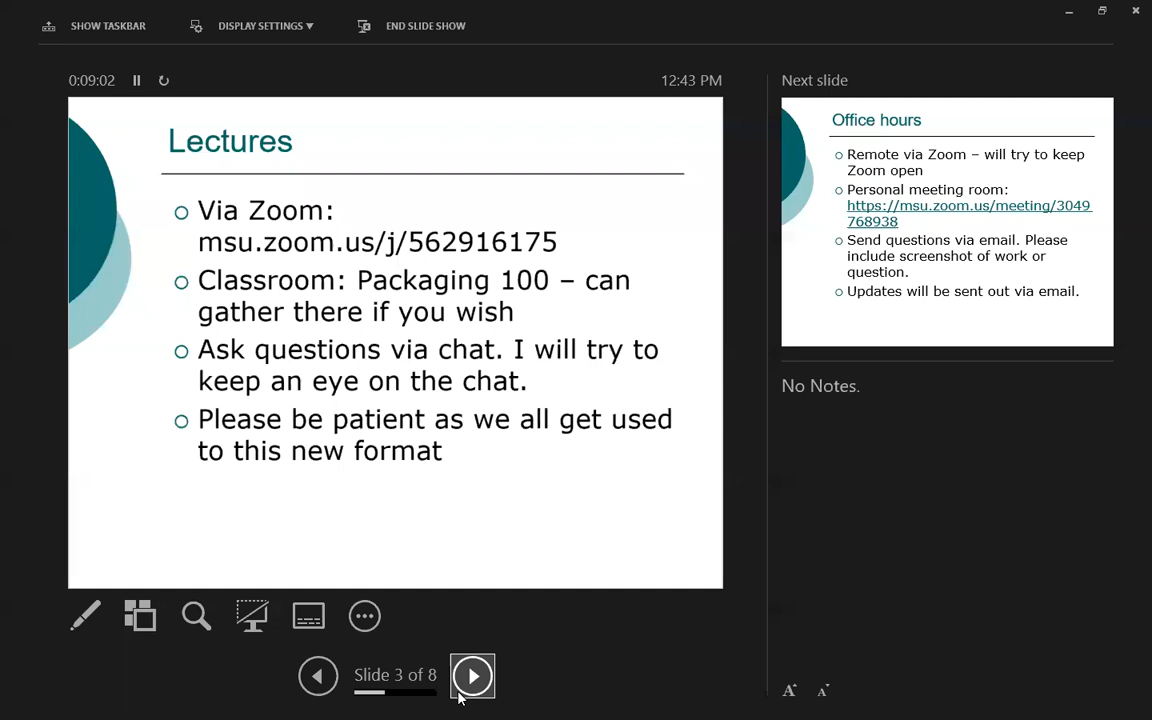 SHOW TASKBAR
DISPLAY SETTINGS ▾
END SLIDE SHOW
0:09:02
12:43 PM
Lectures
○ Via Zoom:
msu.zoom.us/j/562916175
○ Classroom: Packaging 100 – can
gather there if you wish
○ Ask questions via chat. I will try to
keep an eye on the chat.
○ Please be patient as we all get used
to this new format
Slide 3 of 8
Next slide
Office hours
○ Remote via Zoom – will try to keep
Zoom open
○ Personal meeting room:
https://msu.zoom.us/meeting/3049
768938
○ Send questions via email. Please
include screenshot of work or
question.
○ Updates will be sent out via email.
No Notes.
A A